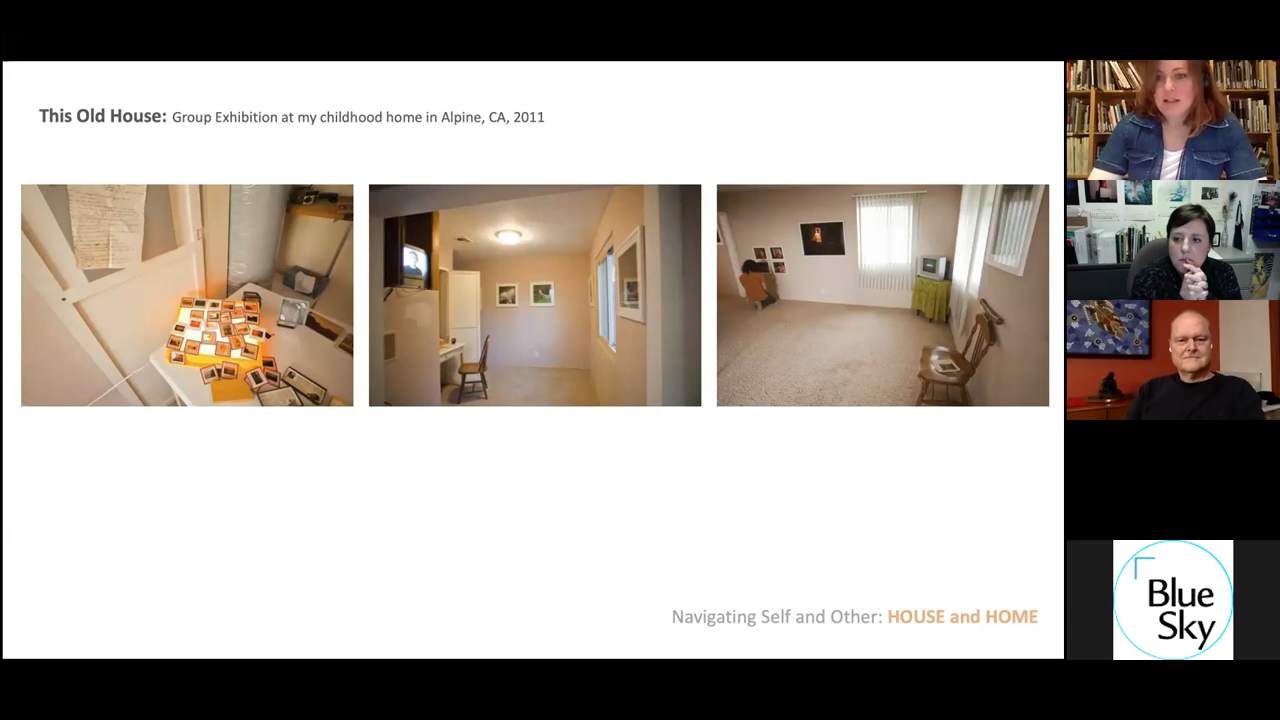 This Old House: Group Exhibition at my childhood home in Alpine, CA, 2011
Navigating Self and Other: HOUSE and HOME
Blue
Sky